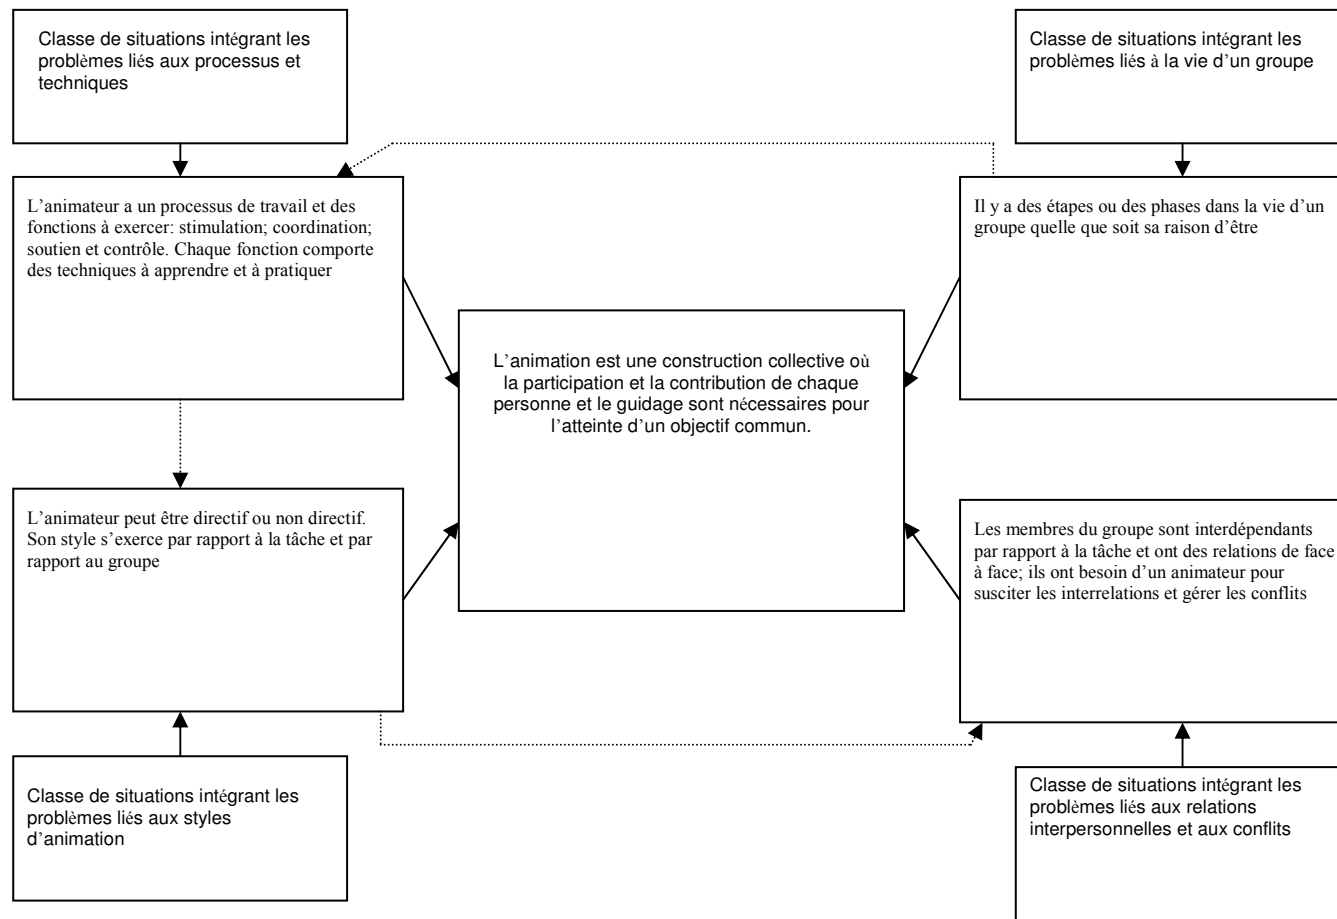 Classe de situations intégrant les
problèmes liés aux processus et
techniques
Classe de situations intégrant les
problèmes liés à la vie d’un groupe
L’animateur a un processus de travail et des
fonctions à exercer: stimulation; coordination;
soutien et contrôle. Chaque fonction comporte
des techniques à apprendre et à pratiquer
Il y a des étapes ou des phases dans la vie d’un
groupe quelle que soit sa raison d’être
L’animation est une construction collective où
la participation et la contribution de chaque
personne et le guidage sont nécessaires pour
l’atteinte d’un objectif commun.
L’animateur peut être directif ou non directif.
Son style s’exerce par rapport à la tâche et par
rapport au groupe
Les membres du groupe sont interdépendants
par rapport à la tâche et ont des relations de face
à face; ils ont besoin d’un animateur pour
susciter les interrelations et gérer les conflits
Classe de situations intégrant les
problèmes liés aux styles
d’animation
Classe de situations intégrant les
problèmes liés aux relations
interpersonnelles et aux conflits